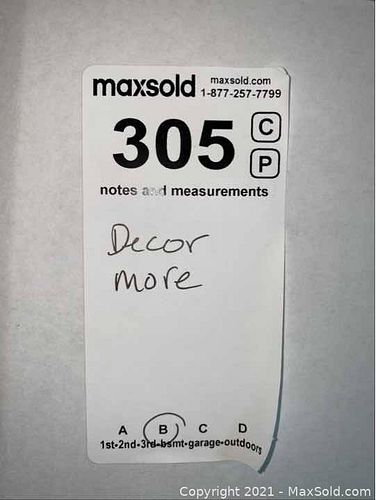 maxsold maxsold.com
1-877-257-7799
305 C
P
notes and measurements
Decor
more
A B C D
1st-2nd-3rd-bsmt-garage-outdoors
Copyright 2021 - MaxSold.com